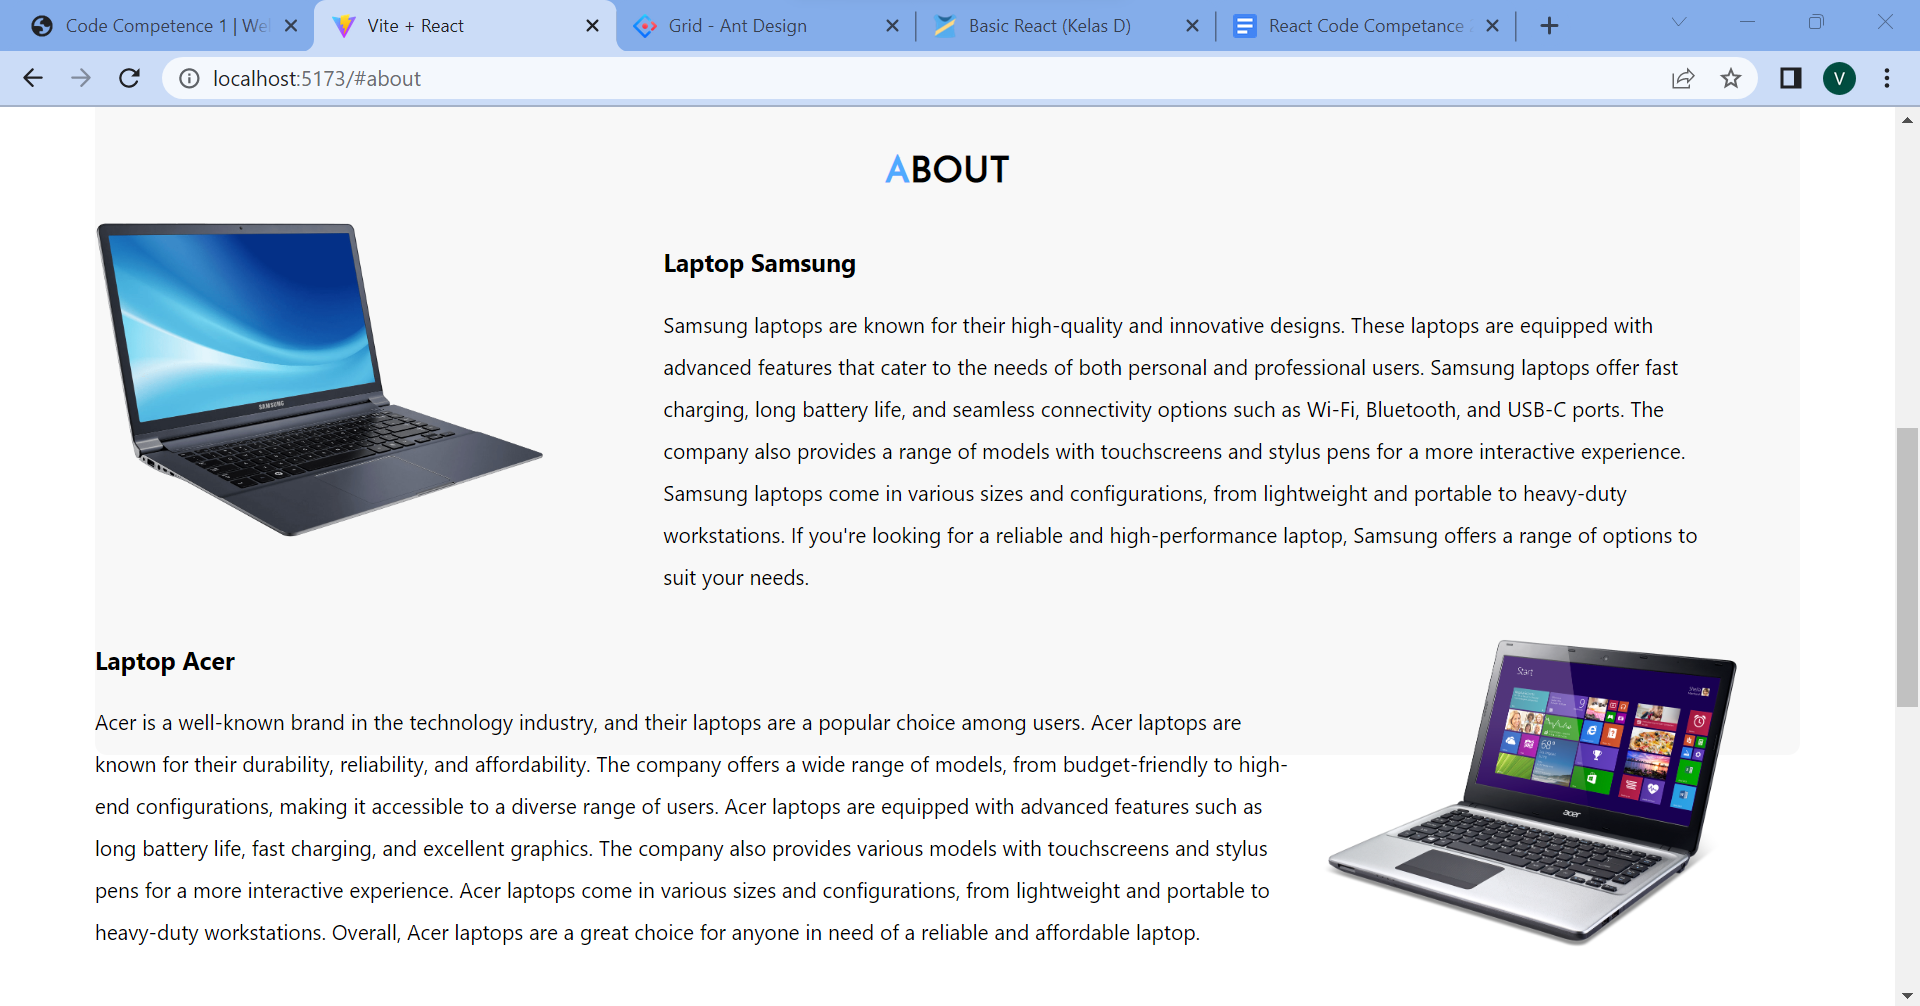 Code Competence 1 | We
Vite + React
Grid - Ant Design
Basic React (Kelas D)
React Code Competance
localhost:5173/#about
V
ABOUT
SAMSUNG
Laptop Samsung
Samsung laptops are known for their high-quality and innovative designs. These laptops are equipped with
advanced features that cater to the needs of both personal and professional users. Samsung laptops offer fast
charging, long battery life, and seamless connectivity options such as Wi-Fi, Bluetooth, and USB-C ports. The
company also provides a range of models with touchscreens and stylus pens for a more interactive experience.
Samsung laptops come in various sizes and configurations, from lightweight and portable to heavy-duty
workstations. If you're looking for a reliable and high-performance laptop, Samsung offers a range of options to
suit your needs.
Laptop Acer
Acer is a well-known brand in the technology industry, and their laptops are a popular choice among users. Acer laptops are
known for their durability, reliability, and affordability. The company offers a wide range of models, from budget-friendly to high-
end configurations, making it accessible to a diverse range of users. Acer laptops are equipped with advanced features such as
long battery life, fast charging, and excellent graphics. The company also provides various models with touchscreens and stylus
pens for a more interactive experience. Acer laptops come in various sizes and configurations, from lightweight and portable to
heavy-duty workstations. Overall, Acer laptops are a great choice for anyone in need of a reliable and affordable laptop.
Start
68°
acer